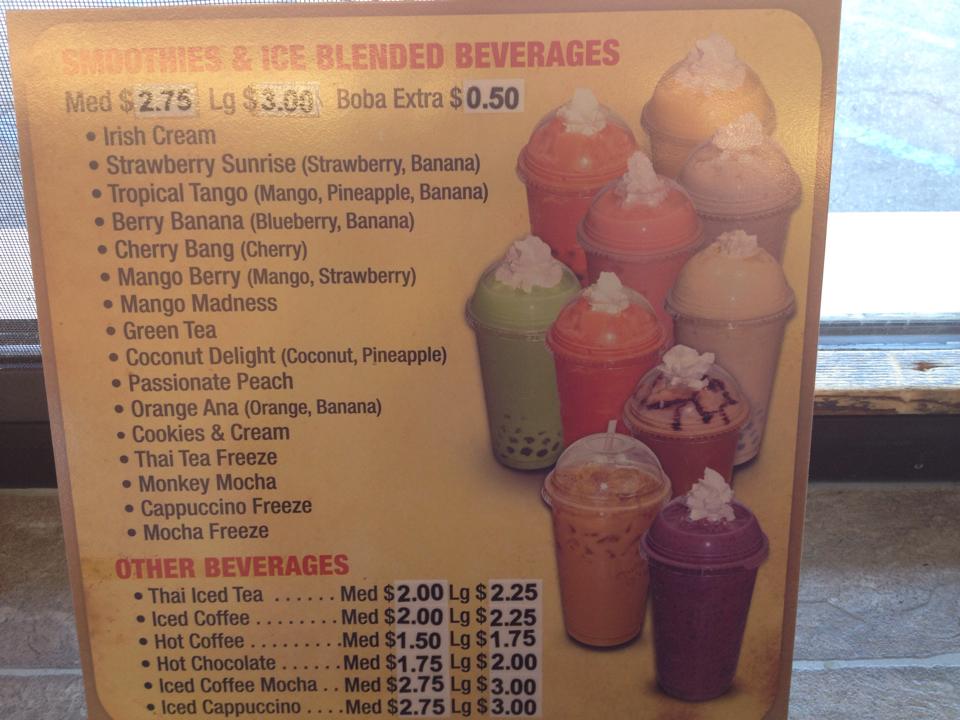 SMOOTHIES & ICE BLENDED BEVERAGES
Med $2.75 Lg $3.00 Boba Extra $0.50
• Irish Cream
• Strawberry Sunrise (Strawberry, Banana)
• Tropical Tango (Mango, Pineapple, Banana)
• Berry Banana (Blueberry, Banana)
• Cherry Bang (Cherry)
• Mango Berry (Mango, Strawberry)
• Mango Madness
• Green Tea
• Coconut Delight (Coconut, Pineapple)
• Passionate Peach
• Orange Ana (Orange, Banana)
• Cookies & Cream
• Thai Tea Freeze
• Monkey Mocha
• Cappuccino Freeze
• Mocha Freeze
OTHER BEVERAGES
• Thai Iced Tea ...... Med $2.00 Lg $2.25
• Iced Coffee ........ Med $2.00 Lg $2.25
• Hot Coffee ......... Med $1.50 Lg $1.75
• Hot Chocolate ...... Med $1.75 Lg $2.00
• Iced Coffee Mocha .. Med $2.75 Lg $3.00
• Iced Cappuccino .... Med $2.75 Lg $3.00